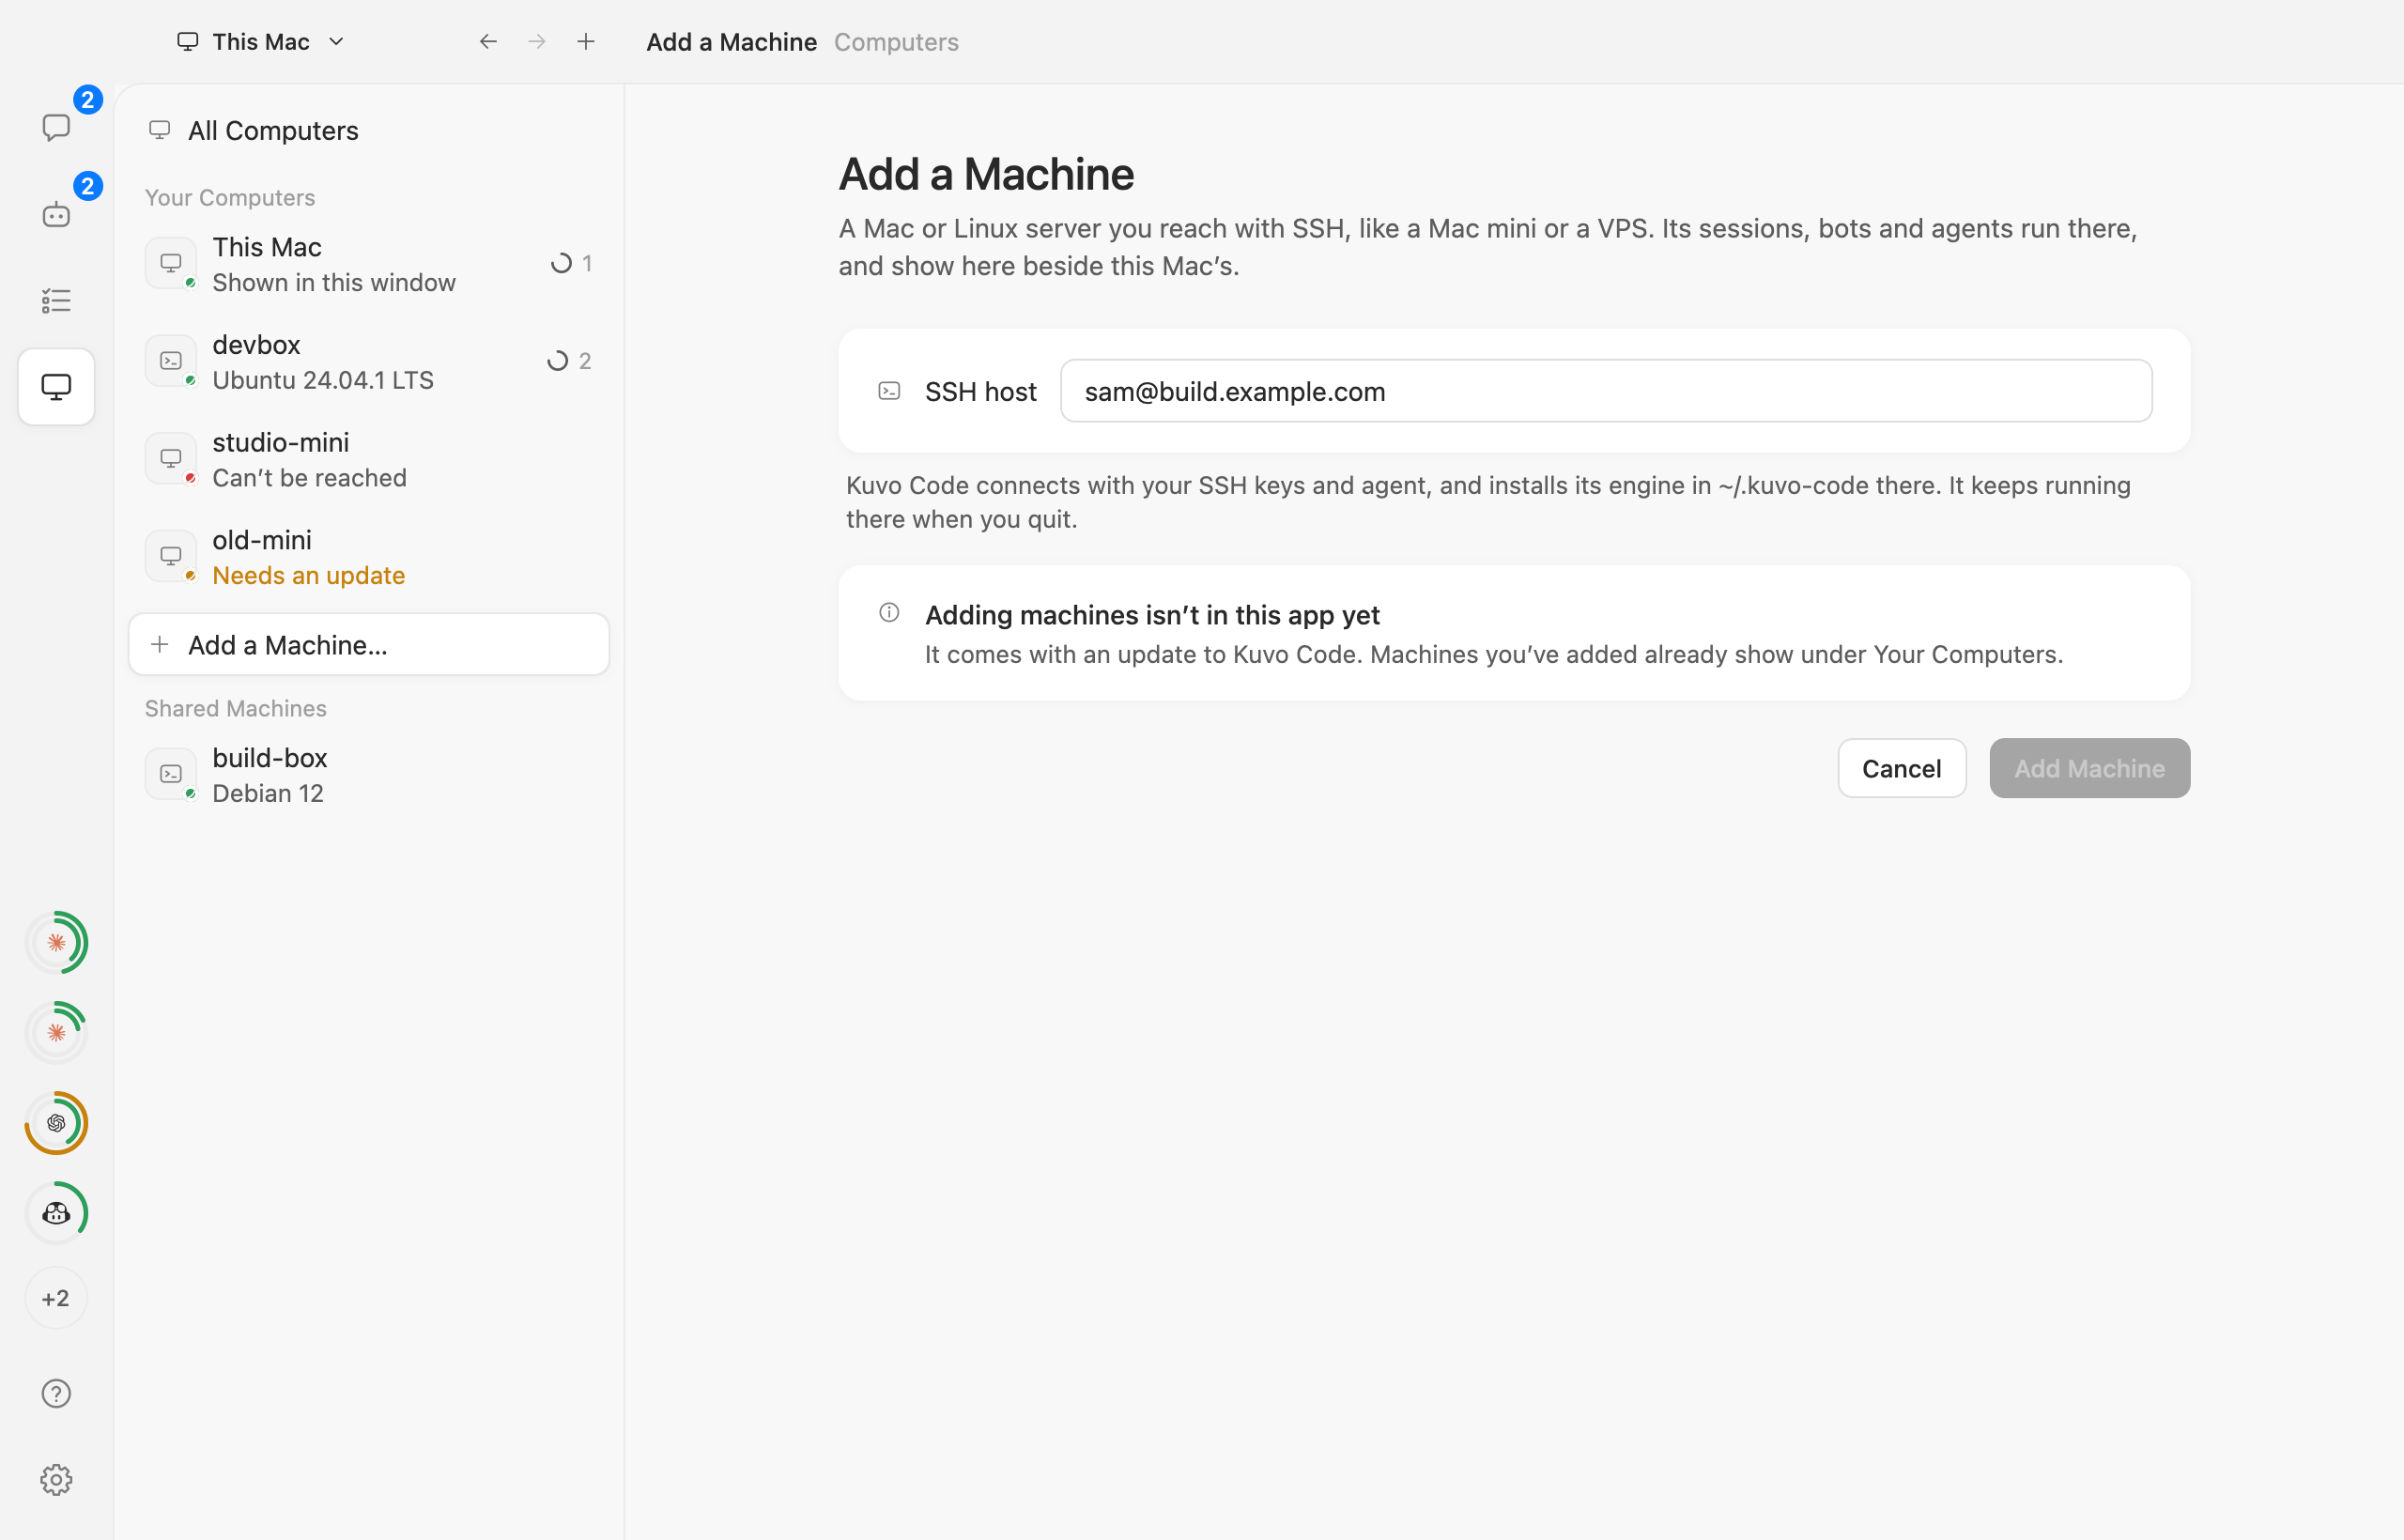 This Mac
Add a Machine Computers
2
2
All Computers
Your Computers
This Mac
Shown in this window
1
devbox
Ubuntu 24.04.1 LTS
2
studio-mini
Can’t be reached
old-mini
Needs an update
Add a Machine...
Shared Machines
build-box
Debian 12
+2
Add a Machine
A Mac or Linux server you reach with SSH, like a Mac mini or a VPS. Its sessions, bots and agents run there,
and show here beside this Mac’s.
SSH host sam@build.example.com
Kuvo Code connects with your SSH keys and agent, and installs its engine in ~/.kuvo-code there. It keeps running
there when you quit.
Adding machines isn’t in this app yet
It comes with an update to Kuvo Code. Machines you’ve added already show under Your Computers.
Cancel Add Machine